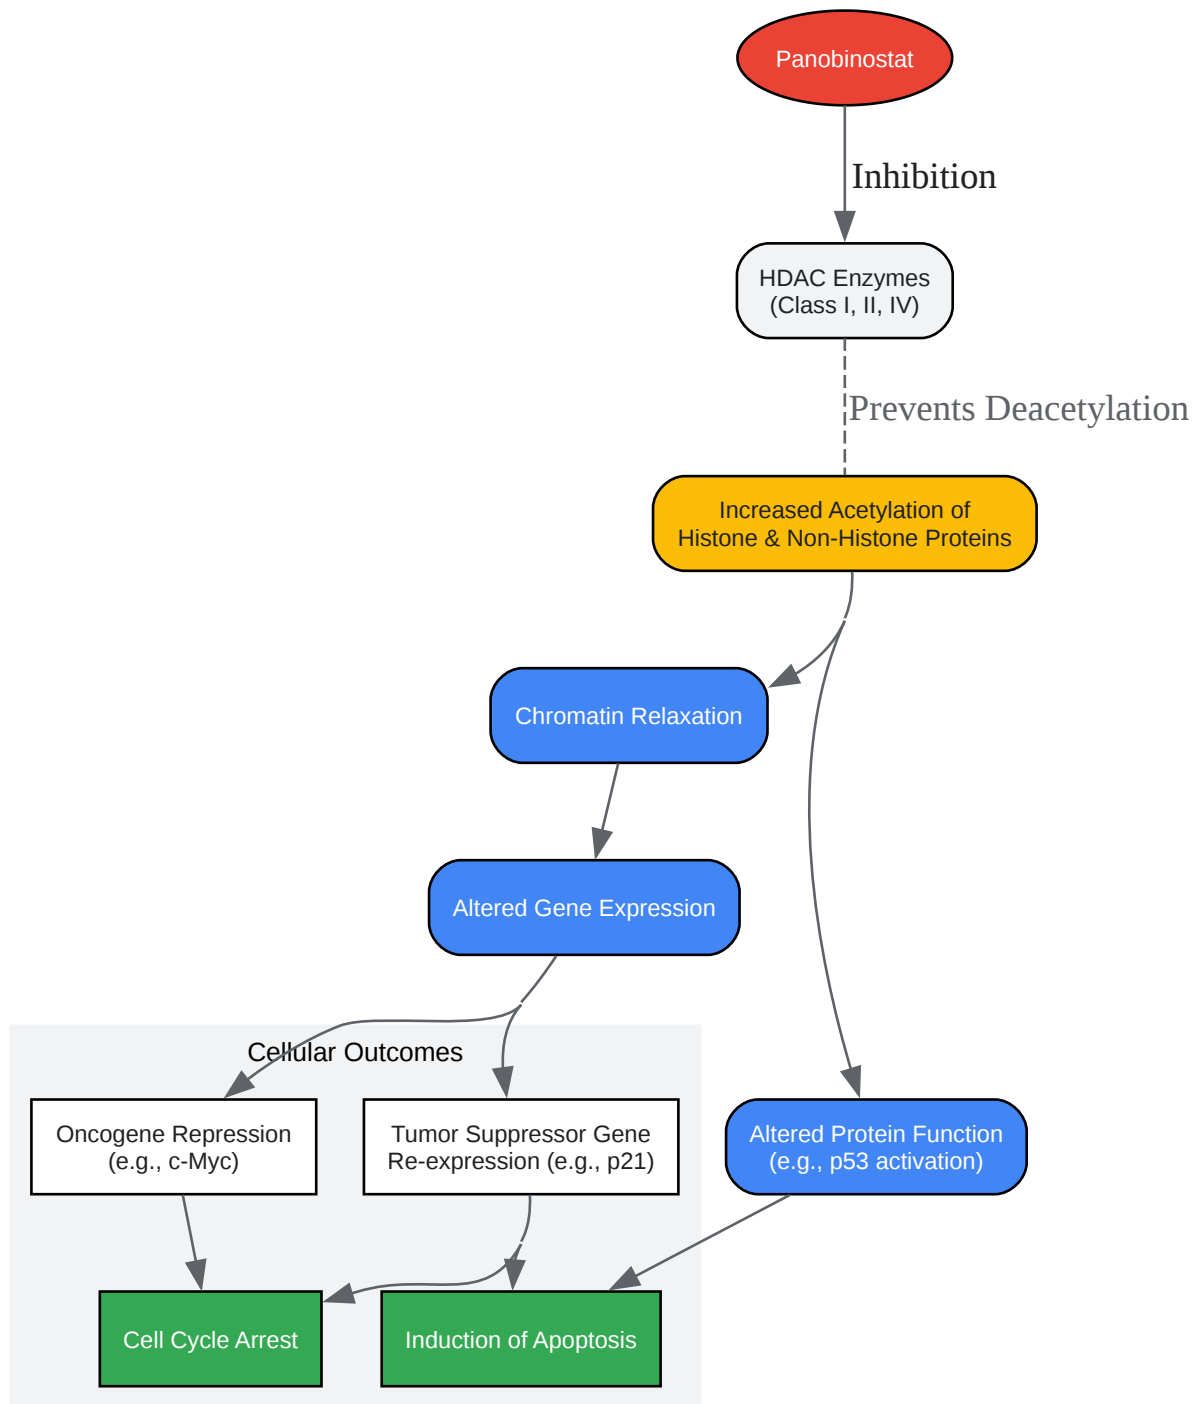 Panobinostat
Inhibition
HDAC Enzymes
(Class I, II, IV)
Prevents Deacetylation
Increased Acetylation of
Histone & Non-Histone Proteins
Chromatin Relaxation
Altered Gene Expression
Cellular Outcomes
Oncogene Repression
(e.g., c-Myc)
Tumor Suppressor Gene
Re-expression (e.g., p21)
Altered Protein Function
(e.g., p53 activation)
Cell Cycle Arrest
Induction of Apoptosis